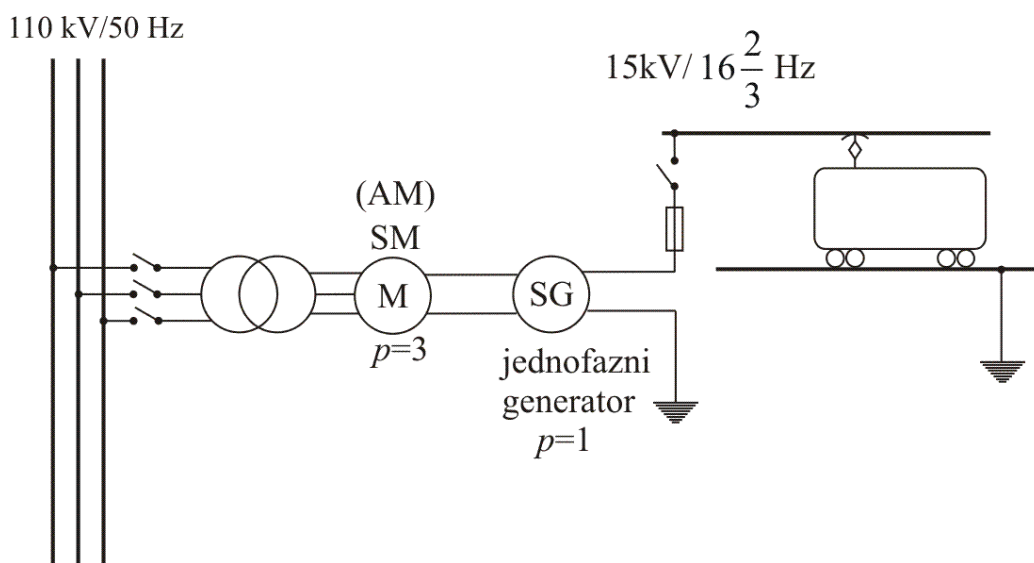 110 kV/50 Hz
15kV/ 16 2/3 Hz
(AM)
SM
M
p=3
SG
jednofazni
generator
p=1